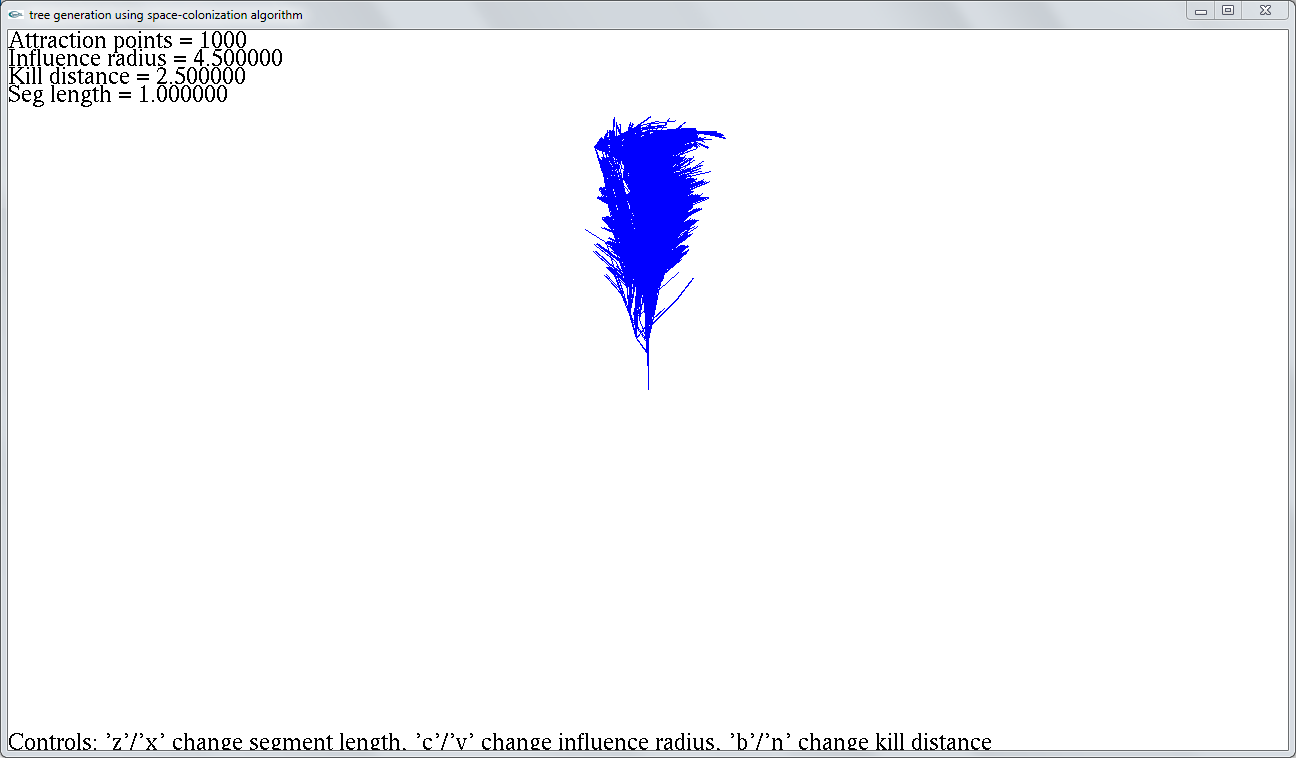 tree generation using space-colonization algorithm
Attraction points = 1000
Influence radius = 4.500000
Kill distance = 2.500000
Seg length = 1.000000
Controls: 'z'/'x' change segment length, 'c'/'v' change influence radius, 'b'/'n' change kill distance